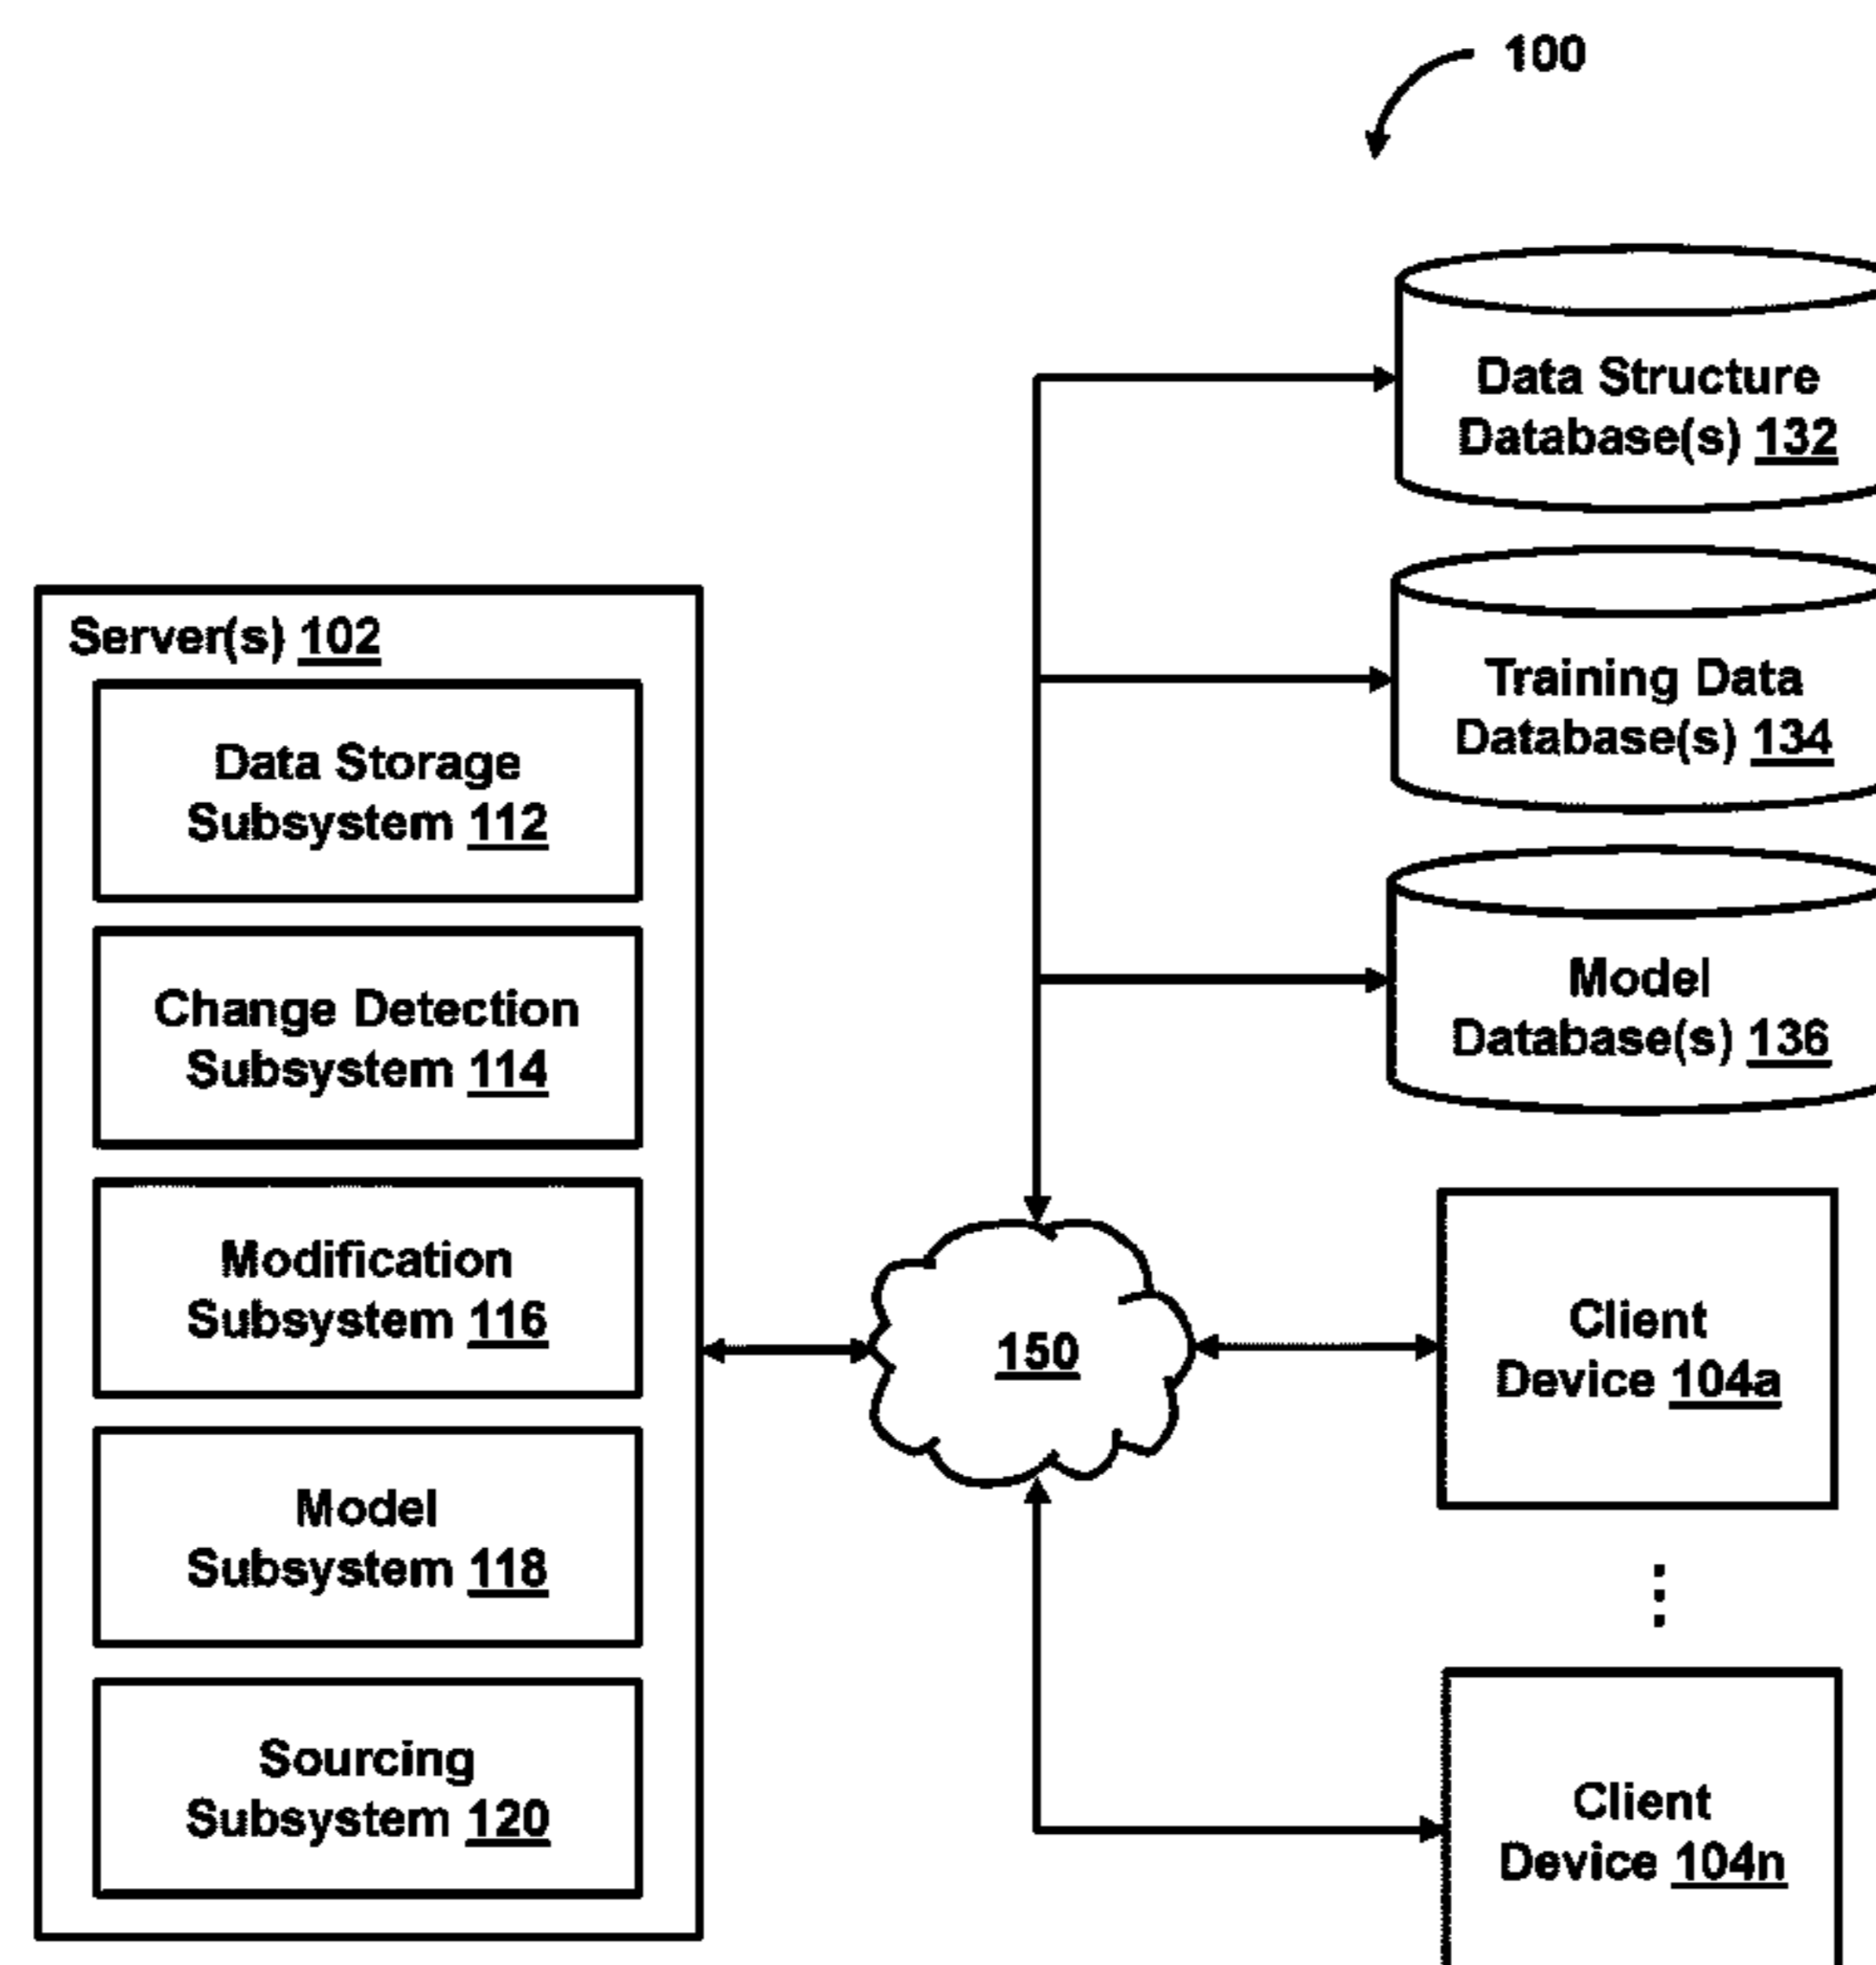 100
Data Structure
Database(s) 132
Training Data
Database(s) 134
Model
Database(s) 136
Server(s) 102
Data Storage
Subsystem 112
Change Detection
Subsystem 114
Modification
Subsystem 116
Model
Subsystem 118
Sourcing
Subsystem 120
150
Client
Device 104a
Client
Device 104n